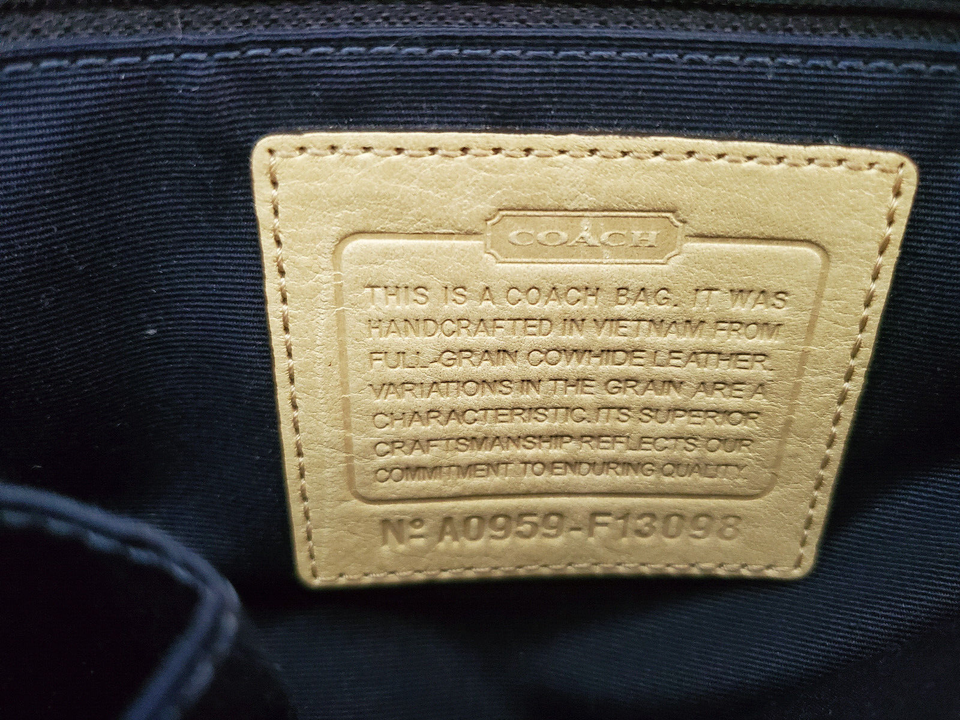 COACH
THIS IS A COACH BAG. IT WAS
HANDCRAFTED IN VIETNAM FROM
FULL-GRAIN COWHIDE LEATHER.
VARIATIONS IN THE GRAIN ARE A
CHARACTERISTIC. ITS SUPERIOR
CRAFTSMANSHIP REFLECTS OUR
COMMITMENT TO ENDURING QUALITY.
Nº A0959-F13098